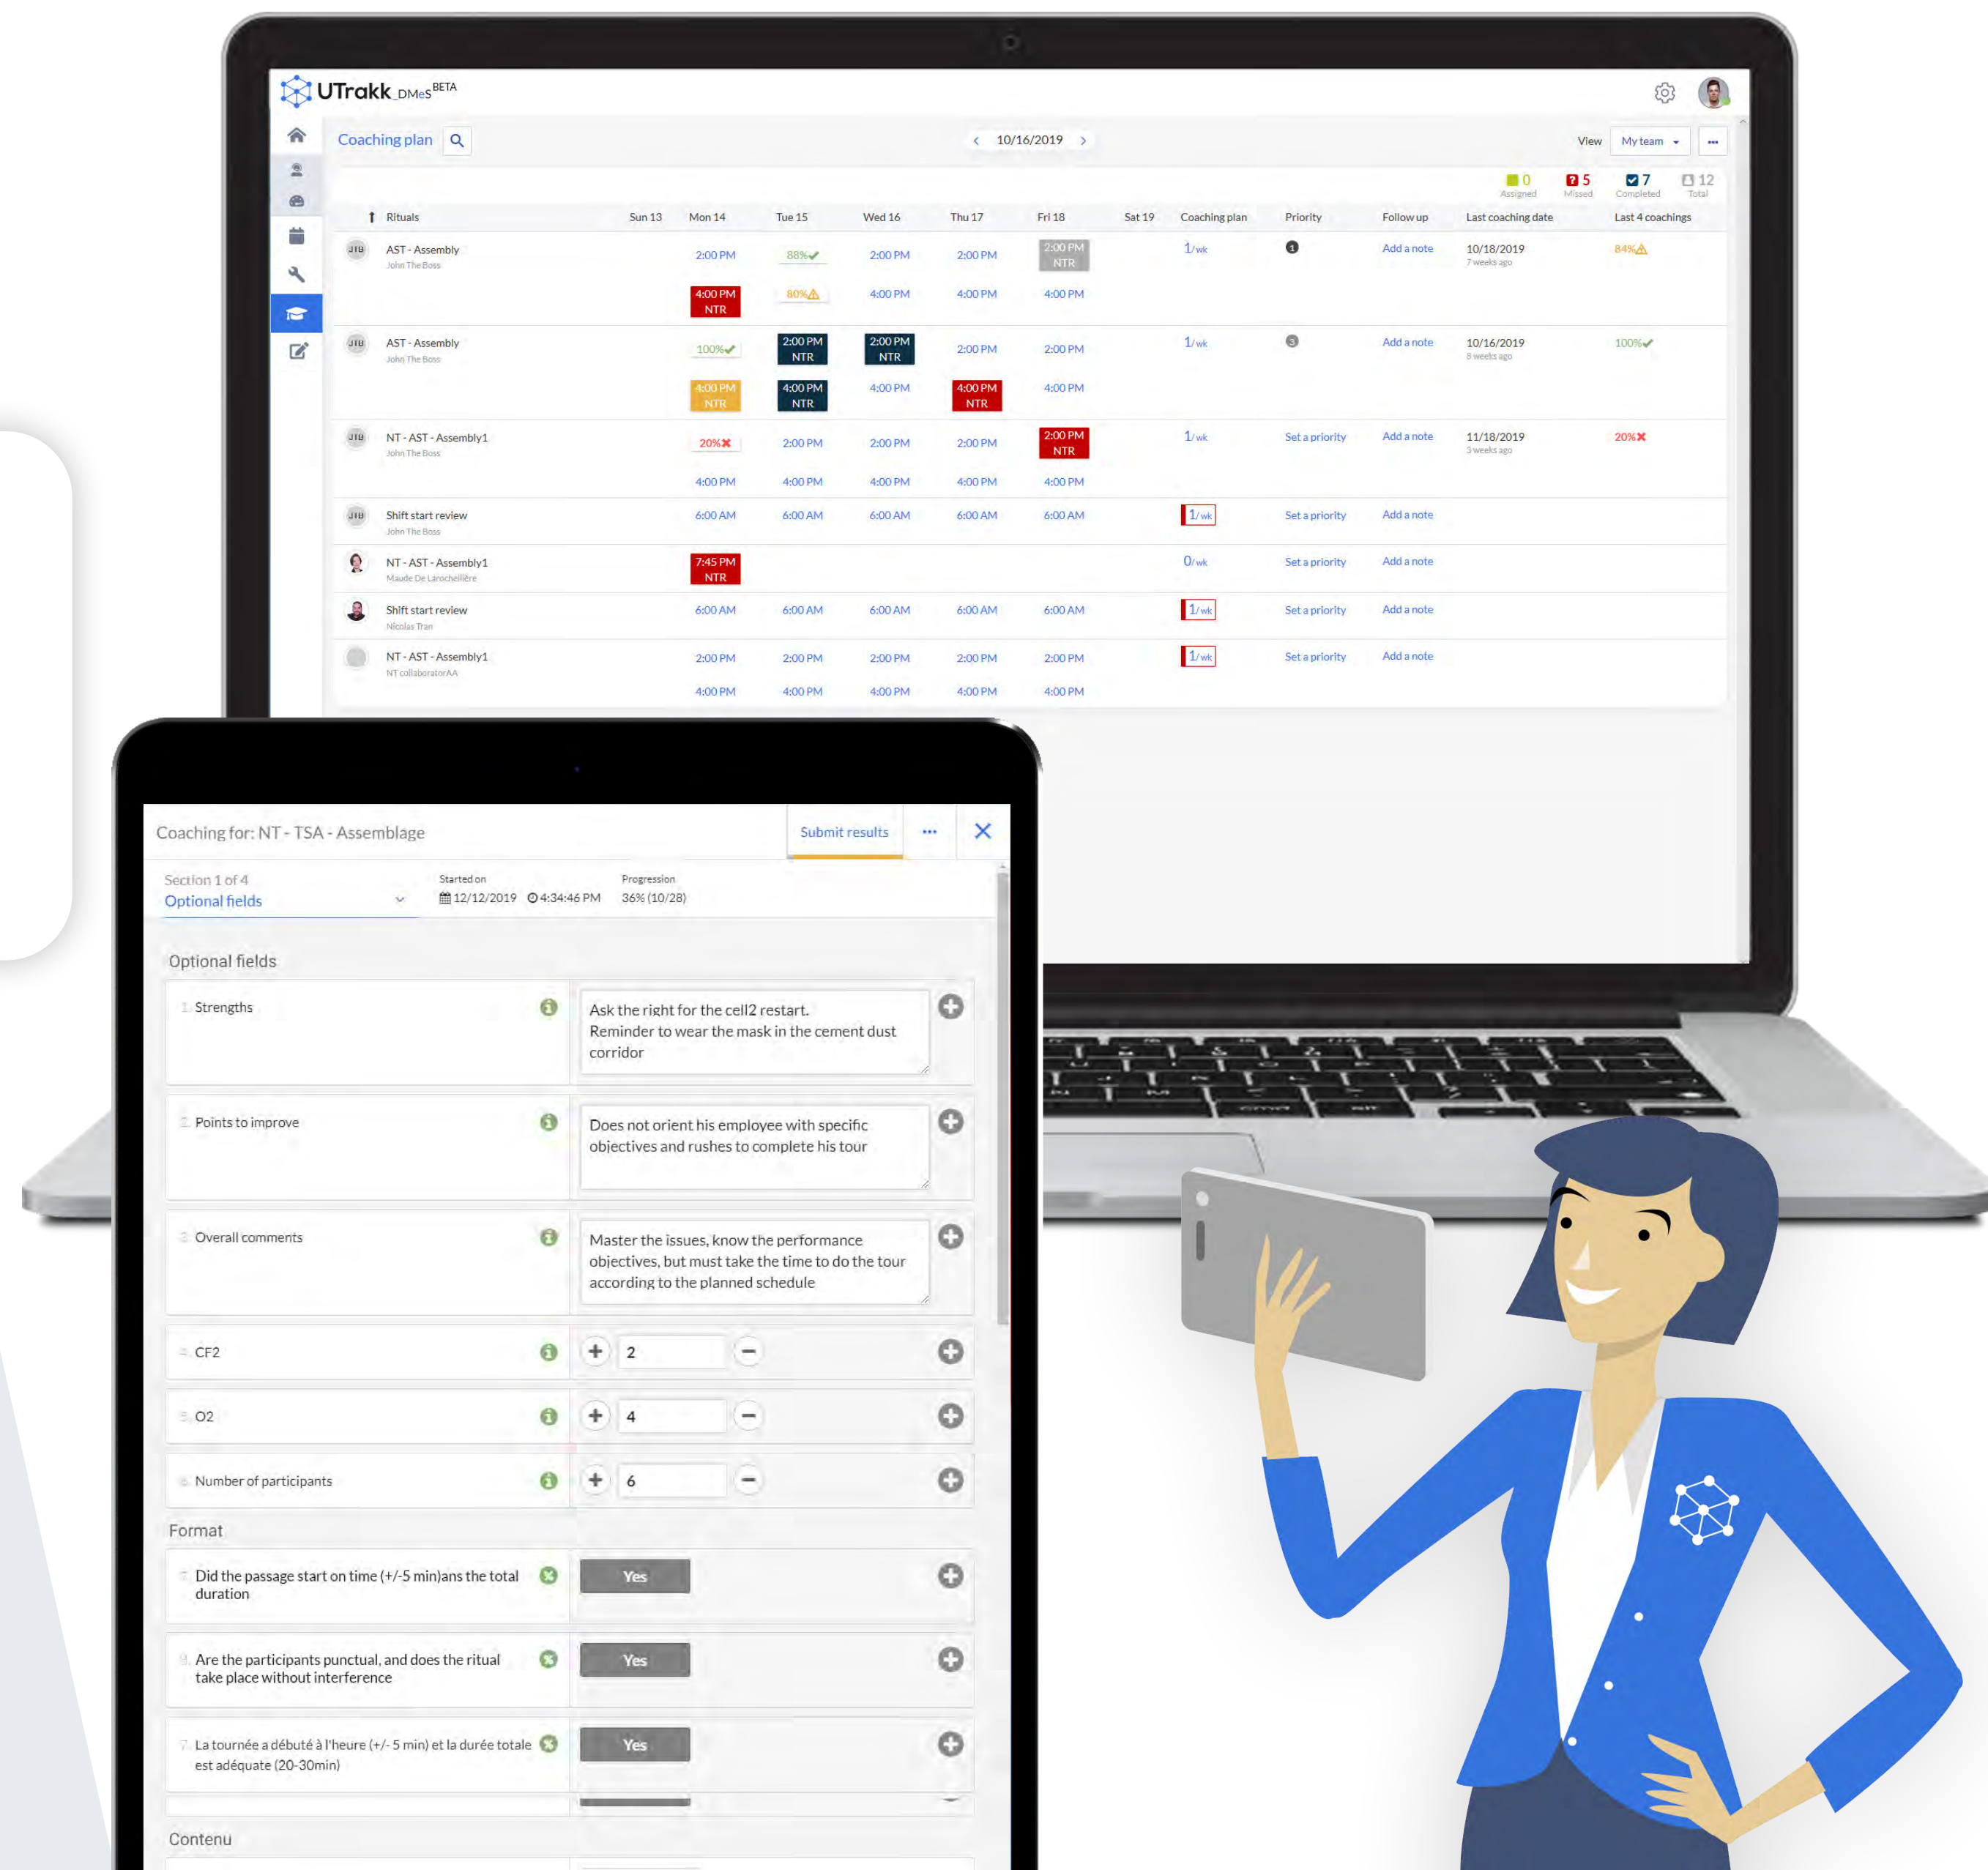 UTrakk_DMeS BETA
Coaching plan
< 10/16/2019 >
View My team
0 5 7 12
Assigned Missed Completed Total
Rituals Sun 13 Mon 14 Tue 15 Wed 16 Thu 17 Fri 18 Sat 19 Coaching plan Priority Follow up Last coaching date Last 4 coachings
JTB AST - Assembly 2:00 PM 88% 2:00 PM 2:00 PM 2:00 PM NTR 1/wk 1 Add a note 10/18/2019 84%
John The Boss 7 weeks ago
4:00 PM NTR 80% 4:00 PM 4:00 PM 4:00 PM
JTB AST - Assembly 100% 2:00 PM NTR 2:00 PM NTR 2:00 PM 2:00 PM 1/wk 3 Add a note 10/16/2019 100%
John The Boss 8 weeks ago
4:00 PM NTR 4:00 PM NTR 4:00 PM 4:00 PM NTR 4:00 PM
JTB NT - AST - Assembly1 20% 2:00 PM 2:00 PM 2:00 PM 2:00 PM NTR 1/wk Set a priority Add a note 11/18/2019 20%
John The Boss 3 weeks ago
4:00 PM 4:00 PM 4:00 PM 4:00 PM 4:00 PM
JTB Shift start review 6:00 AM 6:00 AM 6:00 AM 6:00 AM 6:00 AM 1/wk Set a priority Add a note
John The Boss
NT - AST - Assembly1 7:45 PM NTR 0/wk Set a priority Add a note
Maude De Larochellière
Shift start review 6:00 AM 6:00 AM 6:00 AM 6:00 AM 6:00 AM 1/wk Set a priority Add a note
Nicolas Tran
NT - AST - Assembly1 2:00 PM 2:00 PM 2:00 PM 2:00 PM 2:00 PM 1/wk Set a priority Add a note
NT collaboratorAA
4:00 PM 4:00 PM 4:00 PM 4:00 PM 4:00 PM
Coaching for: NT - TSA - Assemblage Submit results
Section 1 of 4 Started on Progression
Optional fields 12/12/2019 4:34:46 PM 36% (10/28)
Optional fields
1. Strengths Ask the right for the cell2 restart.
Reminder to wear the mask in the cement dust
corridor
Points to improve Does not orient his employee with specific
objectives and rushes to complete his tour
Overall comments Master the issues, know the performance
objectives, but must take the time to do the tour
according to the planned schedule
CF2 + 2 −
O2 + 4 −
Number of participants + 6 −
Format
Did the passage start on time (+/-5 min)ans the total Yes
duration
Are the participants punctual, and does the ritual Yes
take place without interference
7. La tournée a débuté à l'heure (+/- 5 min) et la durée totale Yes
est adéquate (20-30min)
Contenu